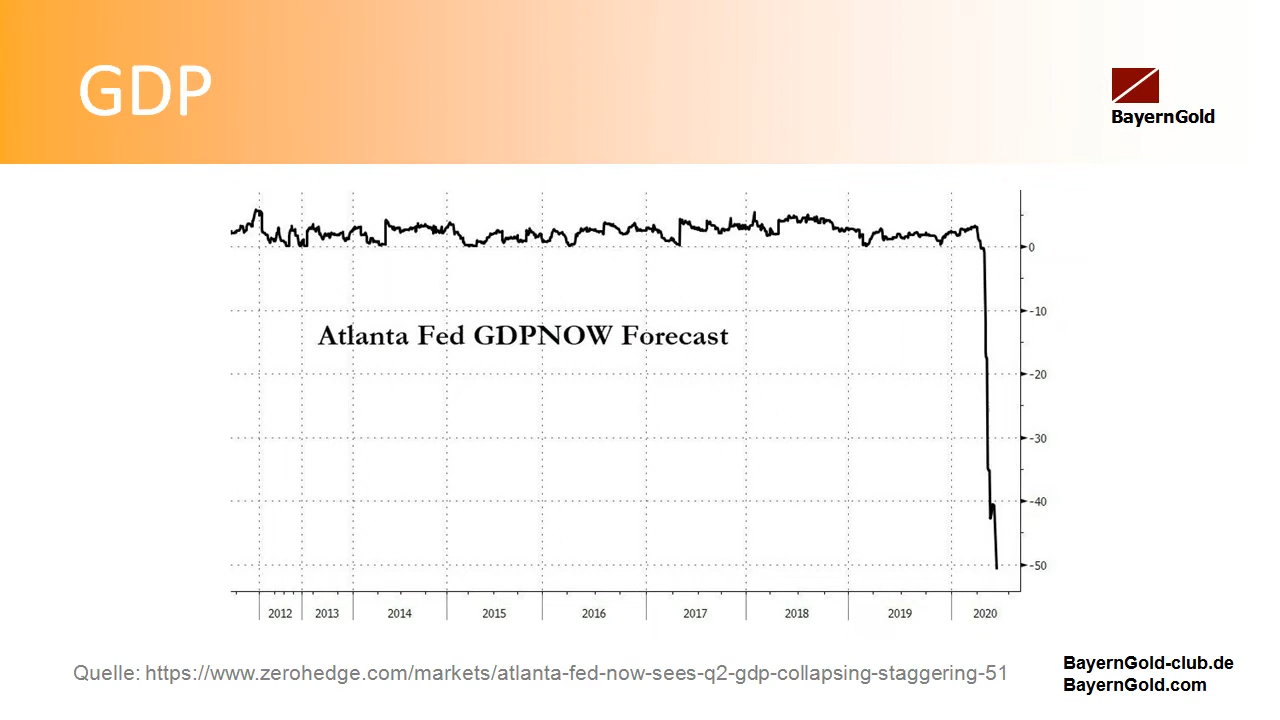 GDP
BayernGold
0
-10
Atlanta Fed GDPNOW Forecast
-20
-30
-40
-50
2012 2013 2014 2015 2016 2017 2018 2019 2020
Quelle: https://www.zerohedge.com/markets/atlanta-fed-now-sees-q2-gdp-collapsing-staggering-51
BayernGold-club.de
BayernGold.com